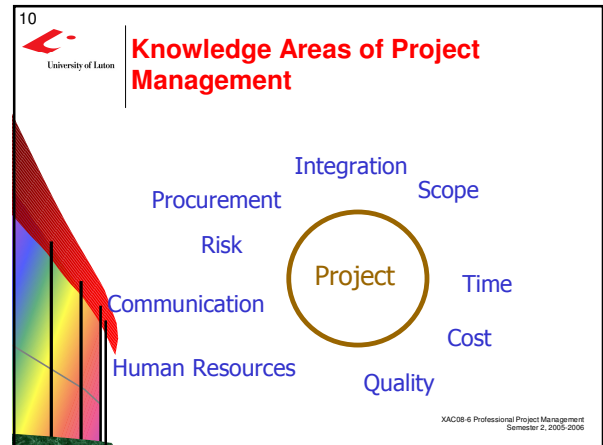 10
University of Luton
Knowledge Areas of Project
Management
Integration
Scope
Procurement
Risk
Project
Time
Communication
Cost
Human Resources
Quality
XAC08-6 Professional Project Management
Semester 2, 2005-2006